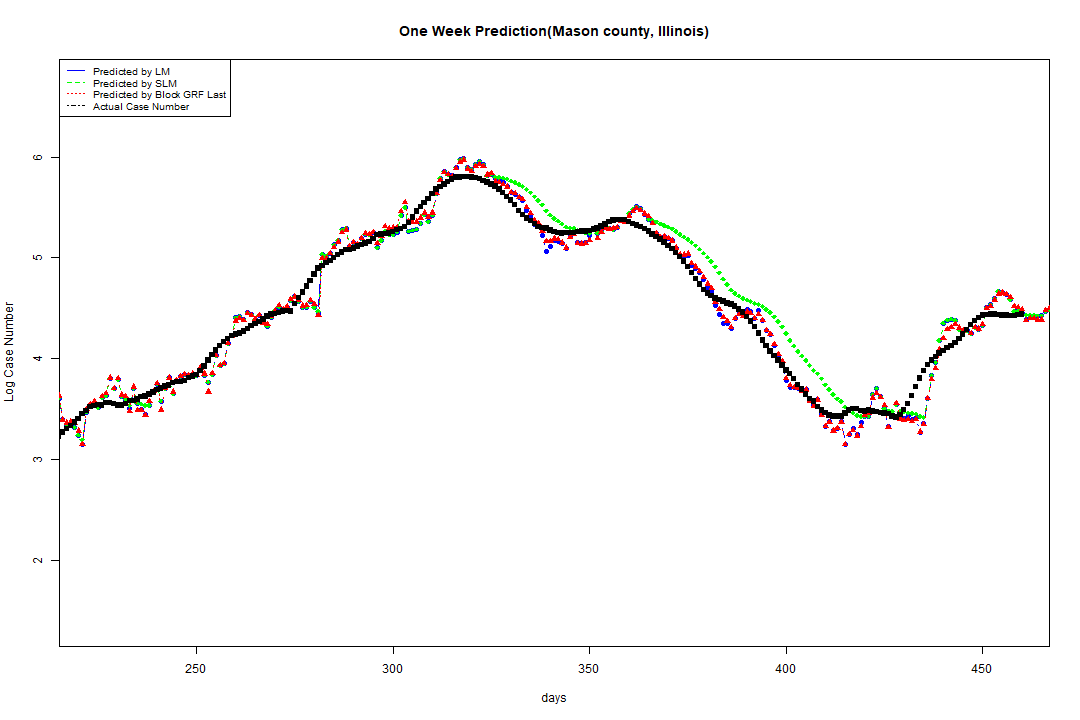 One Week Prediction(Mason county, Illinois)
Predicted by LM
Predicted by SLM
Predicted by Block GRF Last
Actual Case Number
6
5
4
3
2
Log Case Number
250 300 350 400 450
days